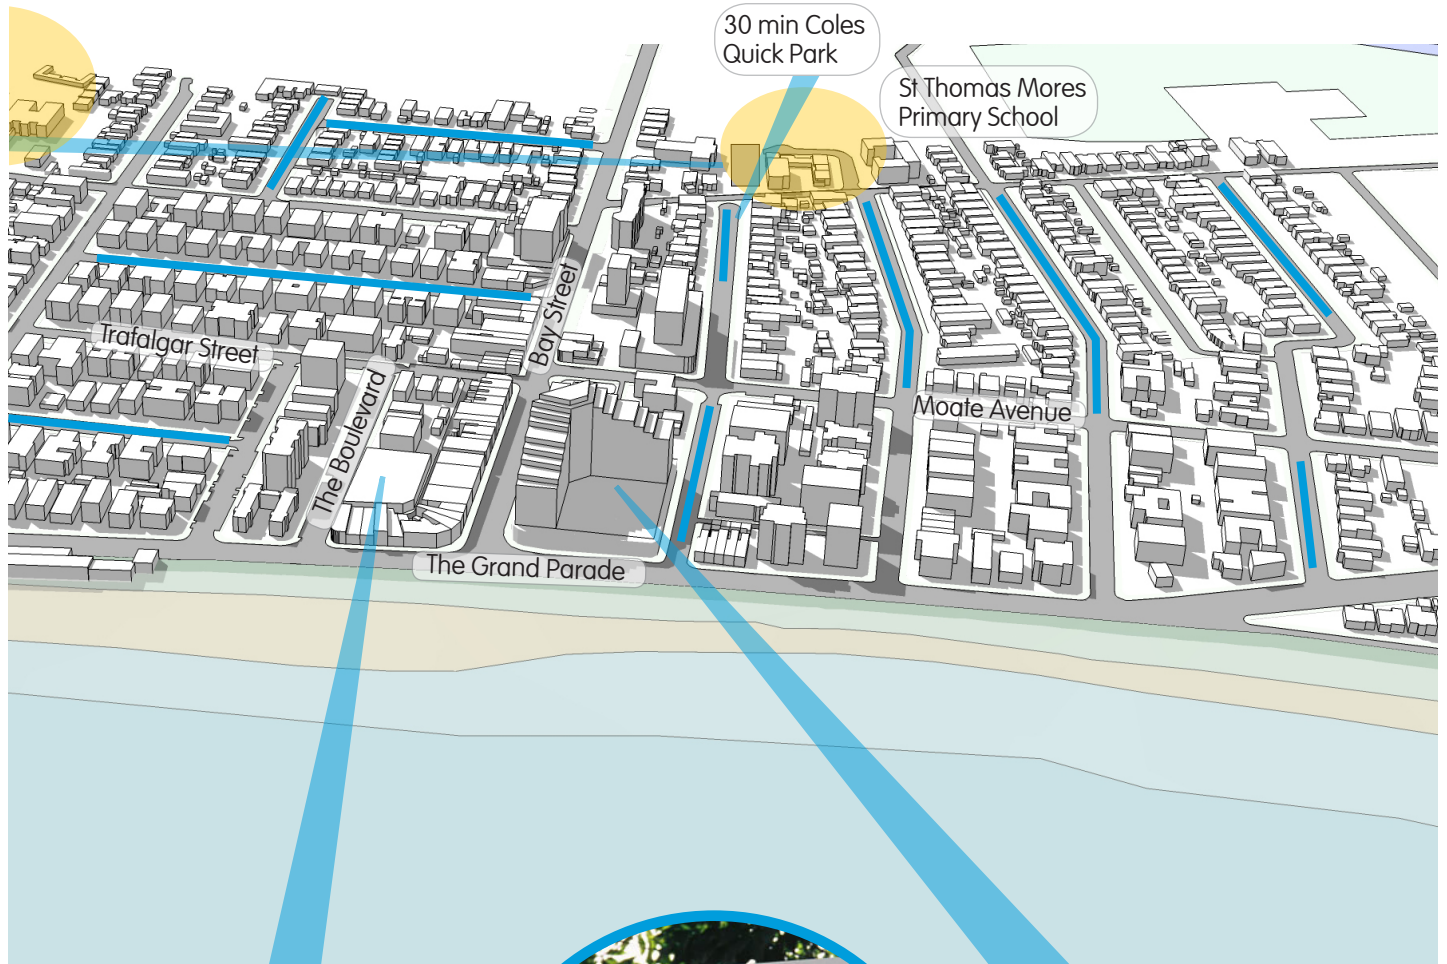 30 min Coles
Quick Park
St Thomas Mores
Primary School
Bay Street
Trafalgar Street
The Boulevard
Moate Avenue
The Grand Parade